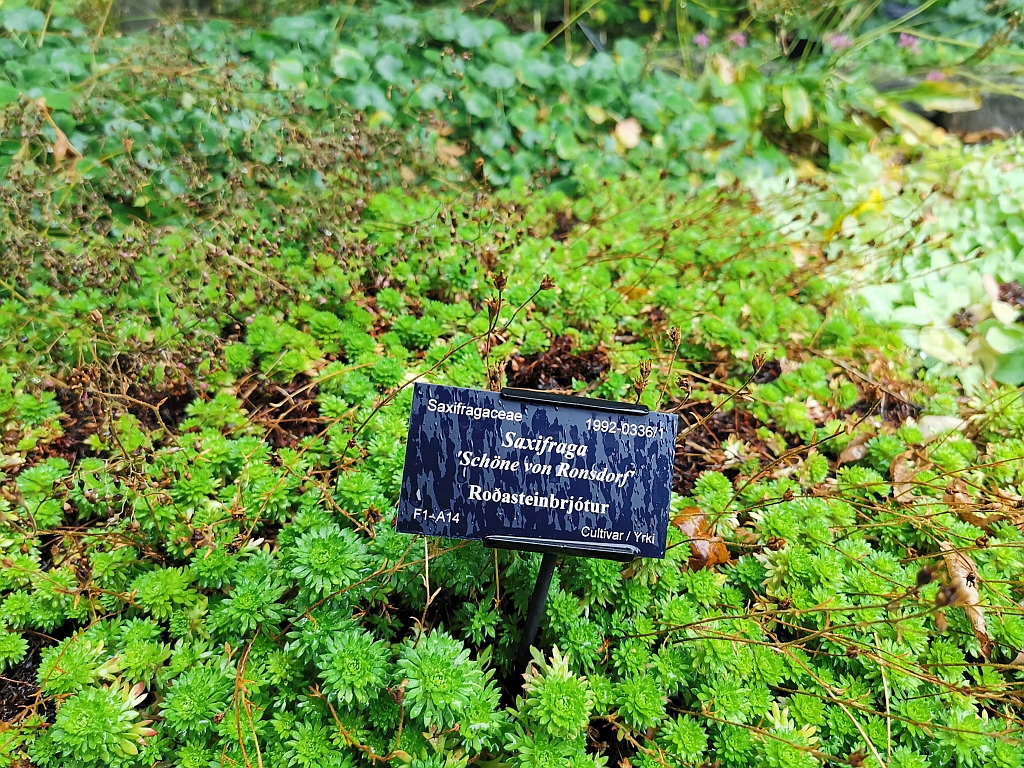 Saxifragaceae
1992-0336/1
Saxifraga
'Schöne von Ronsdorf'
Roðasteinbrjótur
F1-A14
Cultivar / Yrki